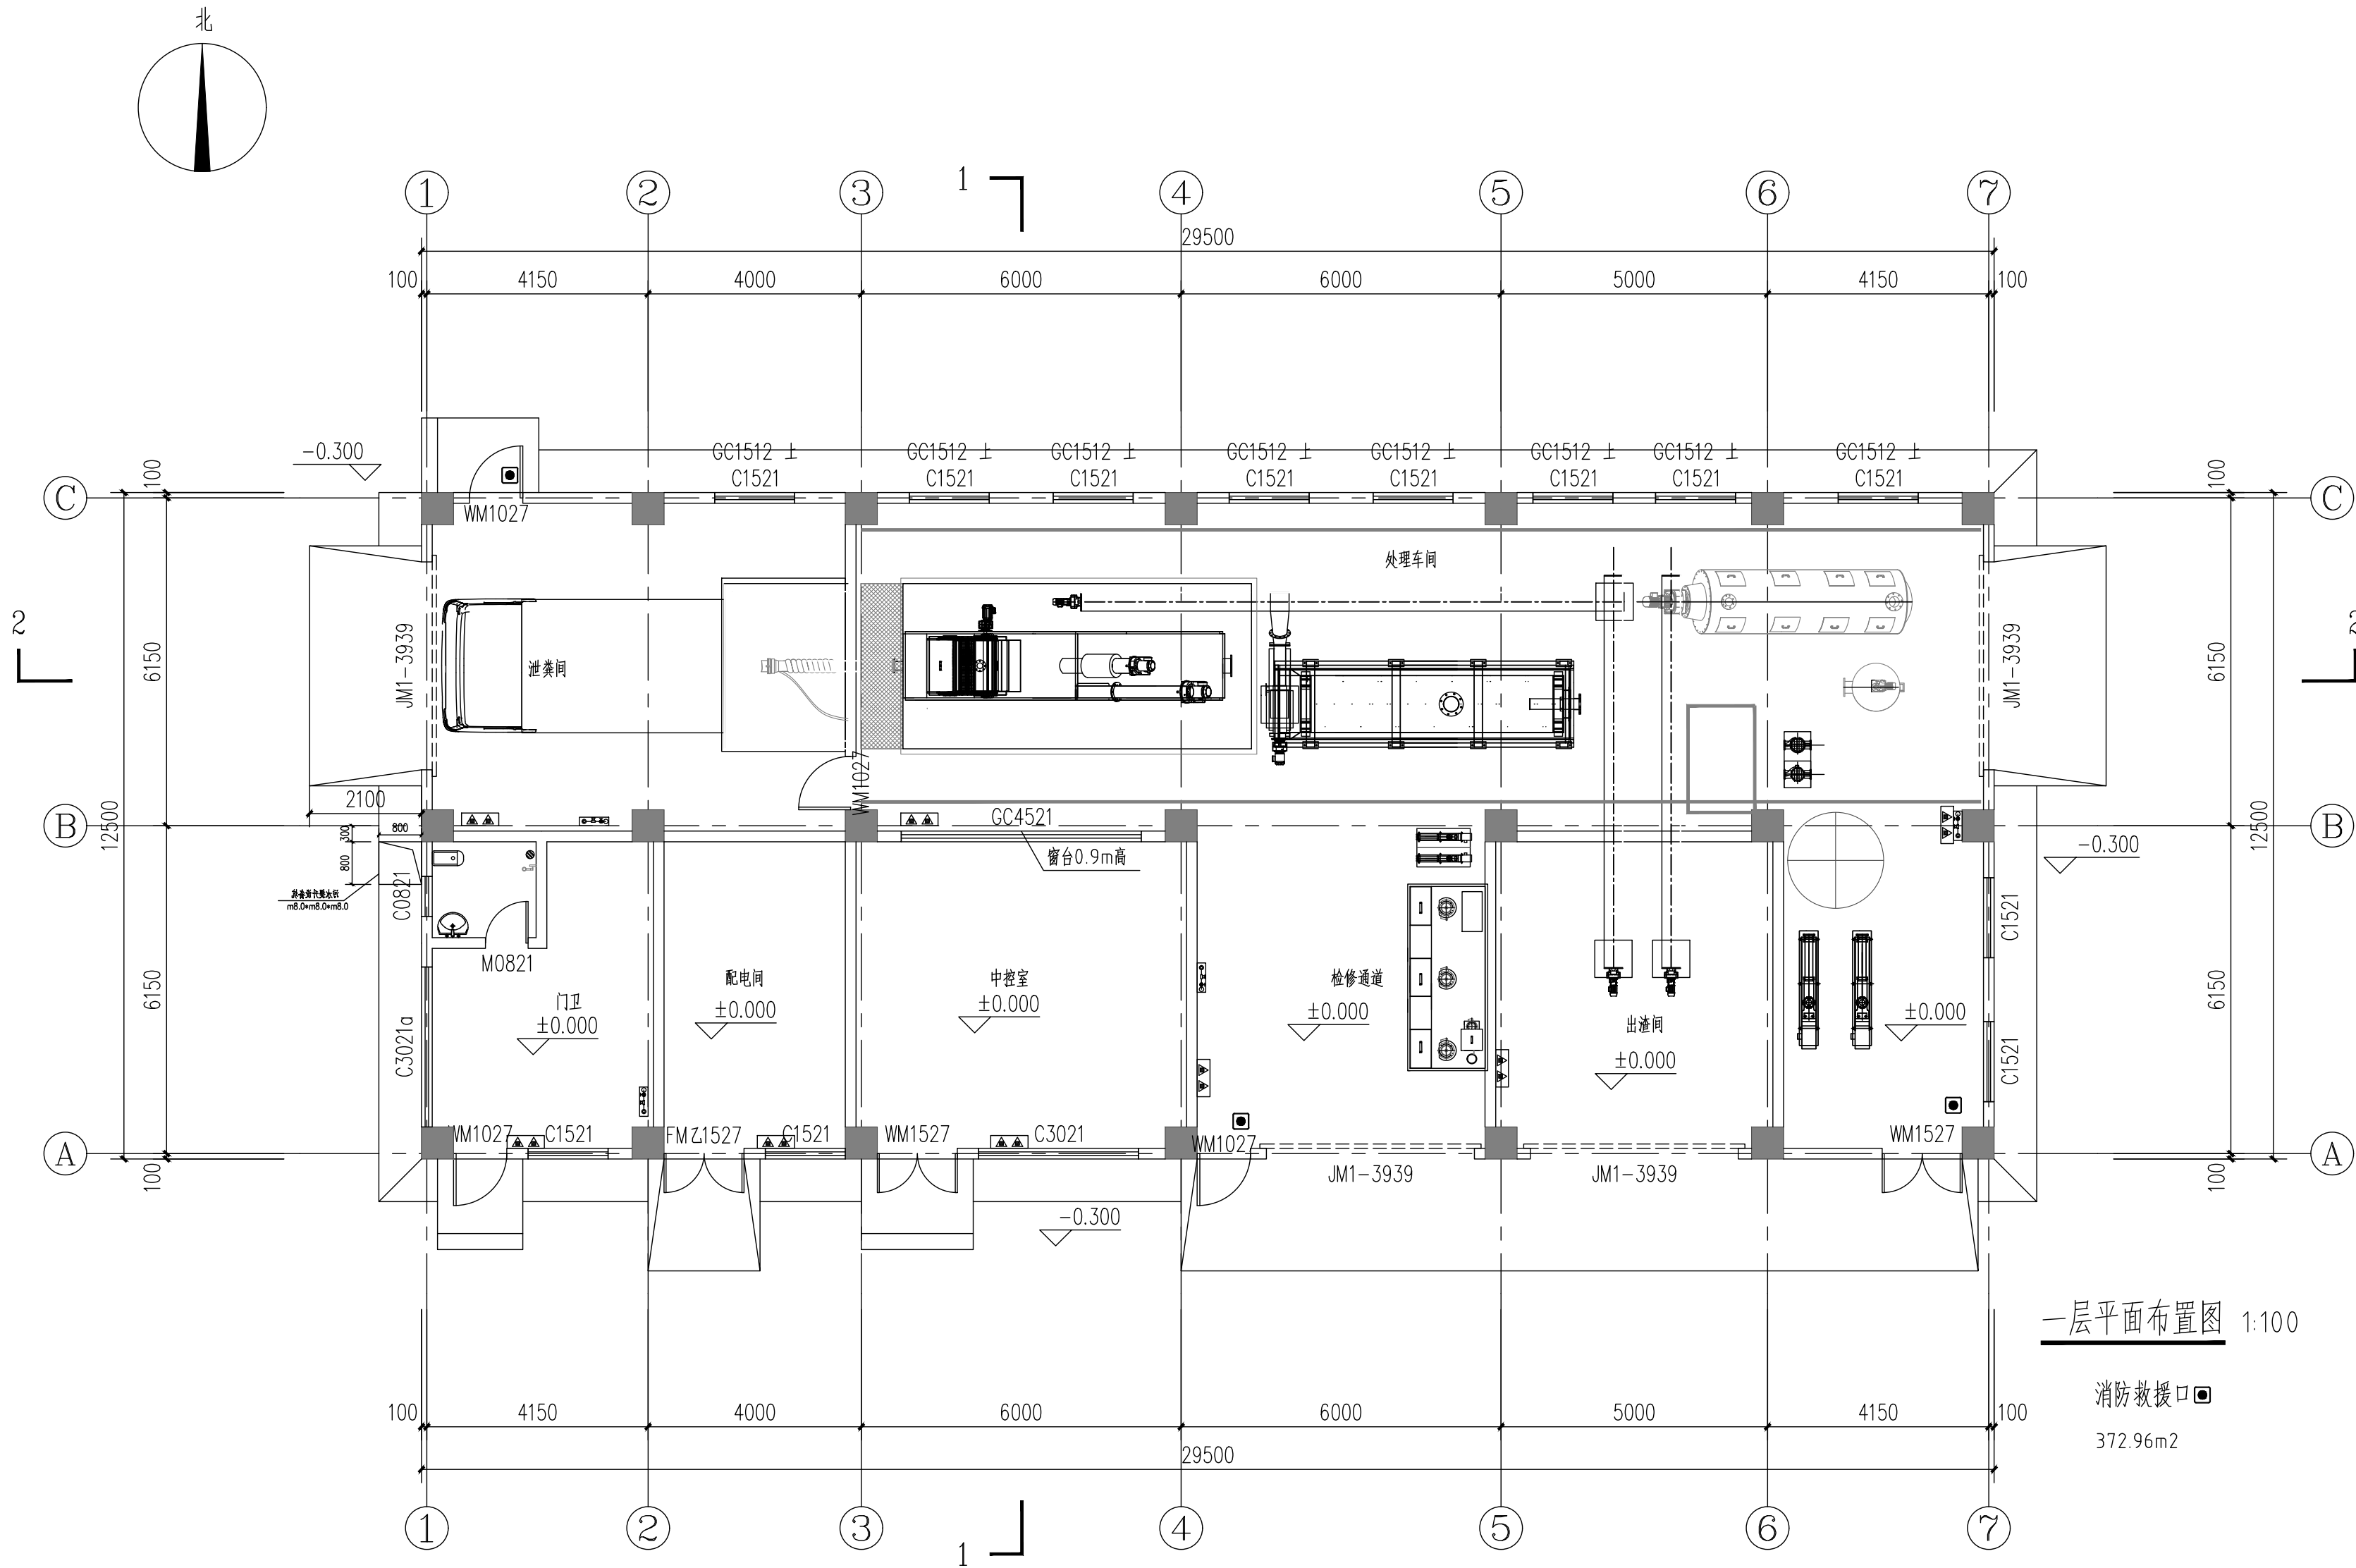 北
1
1 2 3 4 5 6 7
29500
100 4150 4000 6000 6000 5000 4150 100
-0.300
GC1512 上 GC1512 上 GC1512 上 GC1512 上 GC1512 上 GC1512 上 GC1512 上 GC1512 上
C1521 C1521 C1521 C1521 C1521 C1521 C1521 C1521
100 100
C C
WM1027
处理车间
2
JM1-3939
6150
泄粪间
JM1-3939
6150
WM1027
2100
12500
12500
B B
GC4521
800
300
窗台0.9m高
800
-0.300
C0821
C1521
M0821
门卫
±0.000
配电间
±0.000
中控室
±0.000
检修通道
±0.000
出渣间
±0.000
±0.000
6150
6150
C3021a
C1521
WM1027 C1521 FM乙1527 C1521 WM1527 C3021 WM1027 WM1527
A A
JM1-3939 JM1-3939
100 100
-0.300
一层平面布置图 1:100
消防救援口
372.96m2
100 4150 4000 6000 6000 5000 4150 100
29500
1 2 3 4 5 6 7
1